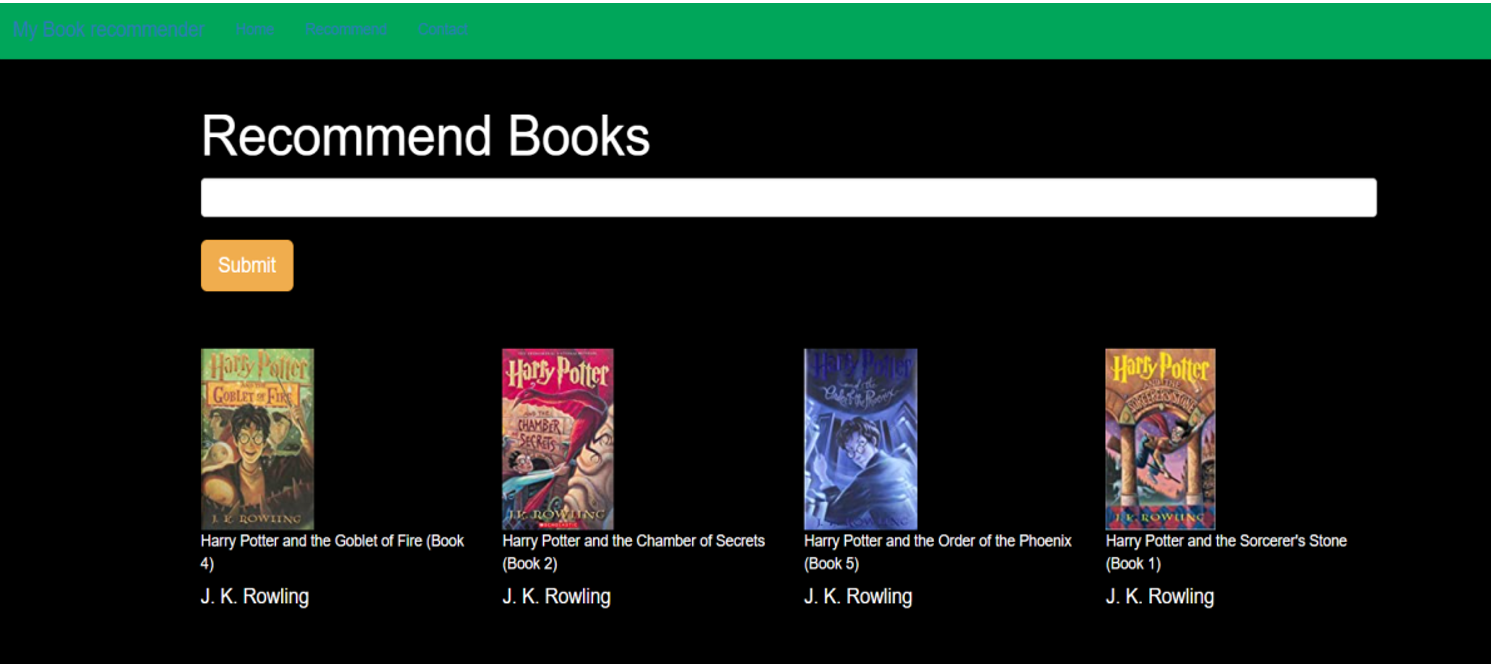 My Book recommender Home Recommend Contact
Recommend Books
Submit
Harry Potter
AND THE
GOBLET OF FIRE
J. K. ROWLING
Harry Potter
AND THE
CHAMBER OF
SECRETS
J.K. ROWLING
SCHOLASTIC
Harry Potter
and the
Order of the Phoenix
J. K. ROWLING
Harry Potter
AND THE
SORCERER'S STONE
J. K. ROWLING
Harry Potter and the Goblet of Fire (Book
4)
J. K. Rowling
Harry Potter and the Chamber of Secrets
(Book 2)
J. K. Rowling
Harry Potter and the Order of the Phoenix
(Book 5)
J. K. Rowling
Harry Potter and the Sorcerer's Stone
(Book 1)
J. K. Rowling